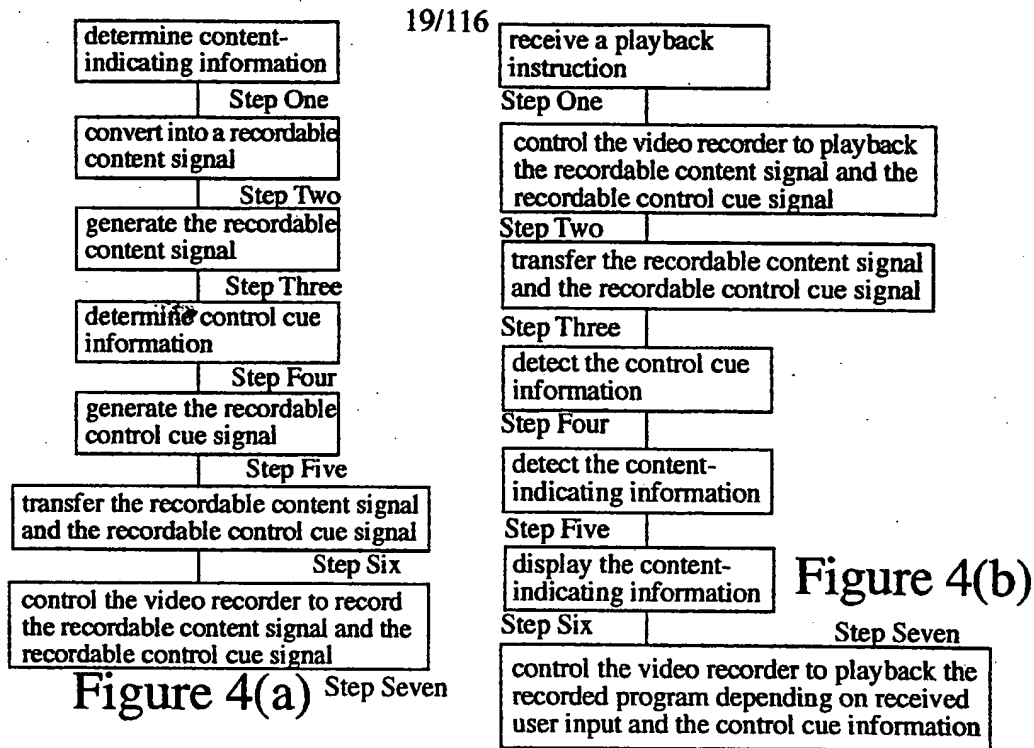 19/116
determine content-
indicating information
Step One
convert into a recordable
content signal
Step Two
generate the recordable
content signal
Step Three
determine control cue
information
Step Four
generate the recordable
control cue signal
Step Five
transfer the recordable content signal
and the recordable control cue signal
Step Six
control the video recorder to record
the recordable content signal and the
recordable control cue signal
Figure 4(a) Step Seven
receive a playback
instruction
Step One
control the video recorder to playback
the recordable content signal and the
recordable control cue signal
Step Two
transfer the recordable content signal
and the recordable control cue signal
Step Three
detect the control cue
information
Step Four
detect the content-
indicating information
Step Five
display the content-
indicating information
Figure 4(b)
Step Six
Step Seven
control the video recorder to playback the
recorded program depending on received
user input and the control cue information